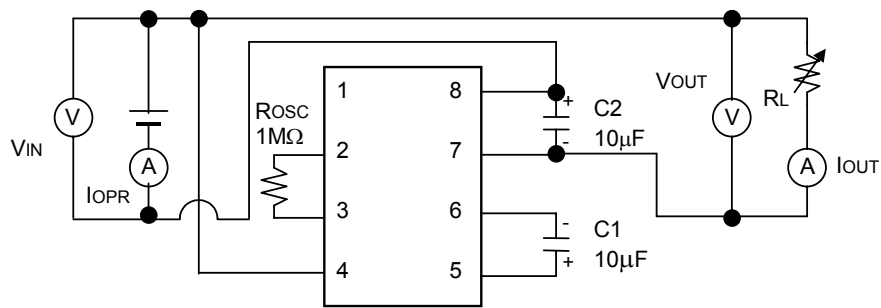 1 8
ROSC
1MΩ
+ C2
10μF
-
2 7
3 6
- C1
10μF
+
4 5
V
VIN
A
IOPR
VOUT
V
RL
A
IOUT